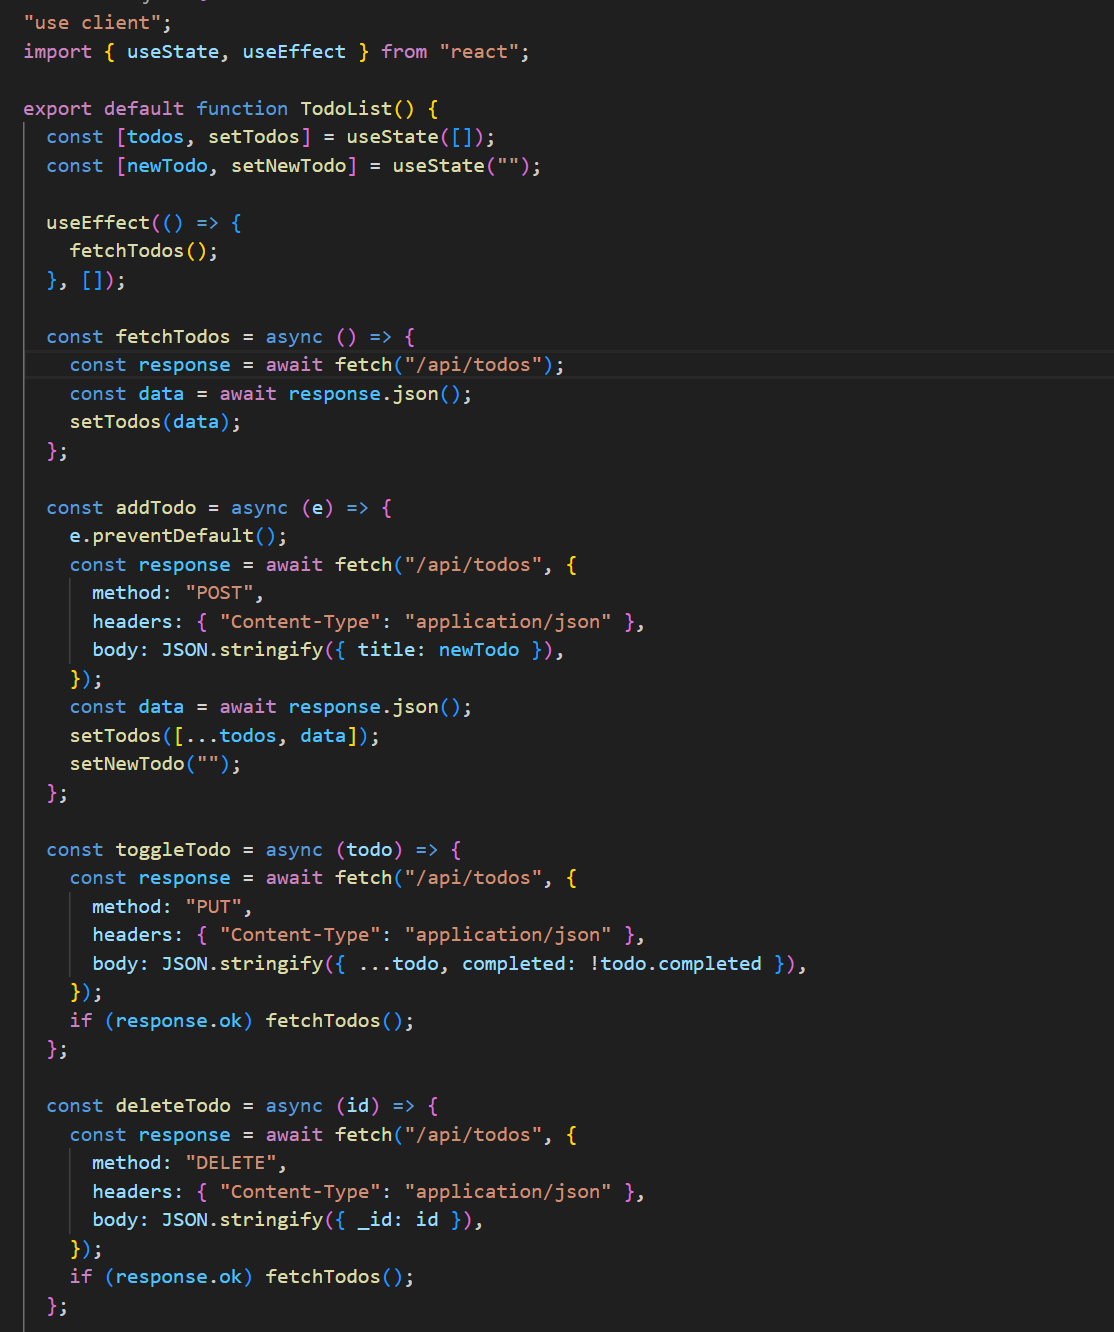 "use client";
import { useState, useEffect } from "react";

export default function TodoList() {
  const [todos, setTodos] = useState([]);
  const [newTodo, setNewTodo] = useState("");

  useEffect(() => {
    fetchTodos();
  }, []);

  const fetchTodos = async () => {
    const response = await fetch("/api/todos");
    const data = await response.json();
    setTodos(data);
  };

  const addTodo = async (e) => {
    e.preventDefault();
    const response = await fetch("/api/todos", {
      method: "POST",
      headers: { "Content-Type": "application/json" },
      body: JSON.stringify({ title: newTodo }),
    });
    const data = await response.json();
    setTodos([...todos, data]);
    setNewTodo("");
  };

  const toggleTodo = async (todo) => {
    const response = await fetch("/api/todos", {
      method: "PUT",
      headers: { "Content-Type": "application/json" },
      body: JSON.stringify({ ...todo, completed: !todo.completed }),
    });
    if (response.ok) fetchTodos();
  };

  const deleteTodo = async (id) => {
    const response = await fetch("/api/todos", {
      method: "DELETE",
      headers: { "Content-Type": "application/json" },
      body: JSON.stringify({ _id: id }),
    });
    if (response.ok) fetchTodos();
  };